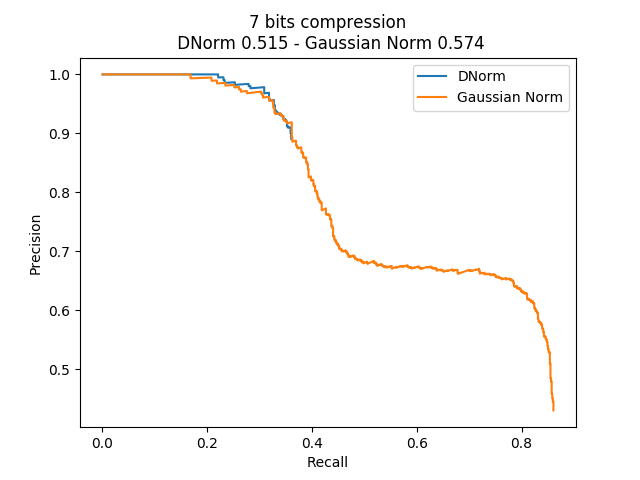 7 bits compression
DNorm 0.515 - Gaussian Norm 0.574
DNorm
Gaussian Norm
Precision
1.0
0.9
0.8
0.7
0.6
0.5
0.0
0.2
0.4
0.6
0.8
Recall